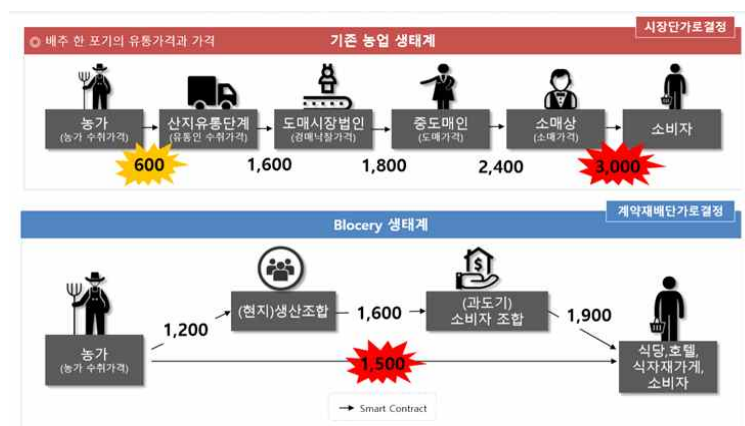 시장단가로결정
◎ 배추 한 포기의 유통가격과 가격
기존 농업 생태계
농가
(농가 수취가격)
산지유통단계
(유통인 수취가격)
도매시장법인
(경매낙찰가격)
중도매인
(도매가격)
소매상
(소매가격)
소비자
600
1,600
1,800
2,400
3,000
계약재배단가로결정
Blocery 생태계
농가
(농가 수취가격)
1,200
(현지)생산조합
1,600
(과도기)
소비자 조합
1,900
식당,호텔,
식자재가게,
소비자
1,500
Smart Contract